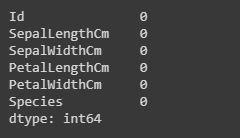 Id 0
SepalLengthCm 0
SepalWidthCm 0
PetalLengthCm 0
PetalWidthCm 0
Species 0
dtype: int64